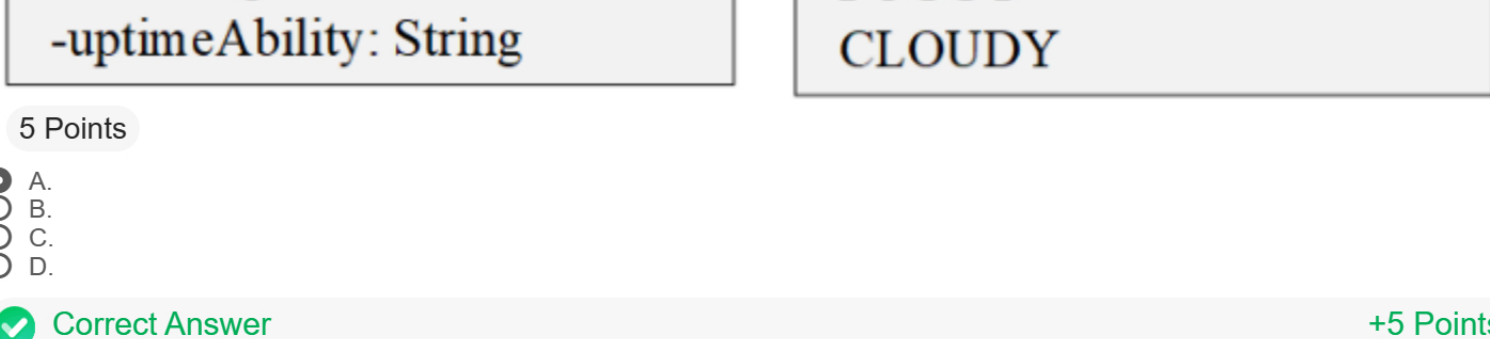 -uptimeAbility: String
CLOUDY
5 Points
A.
B.
C.
D.
Correct Answer
+5 Points